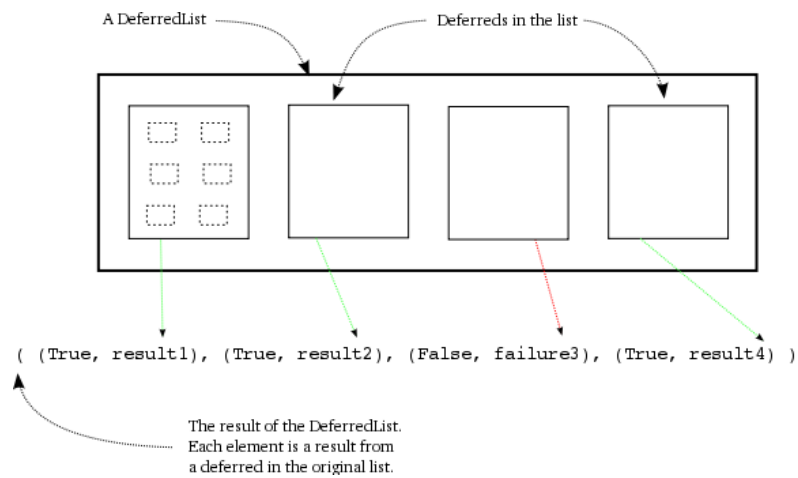 A DeferredList
Deferreds in the list
( (True, result1), (True, result2), (False, failure3), (True, result4) )
The result of the DeferredList.
Each element is a result from
a deferred in the original list.